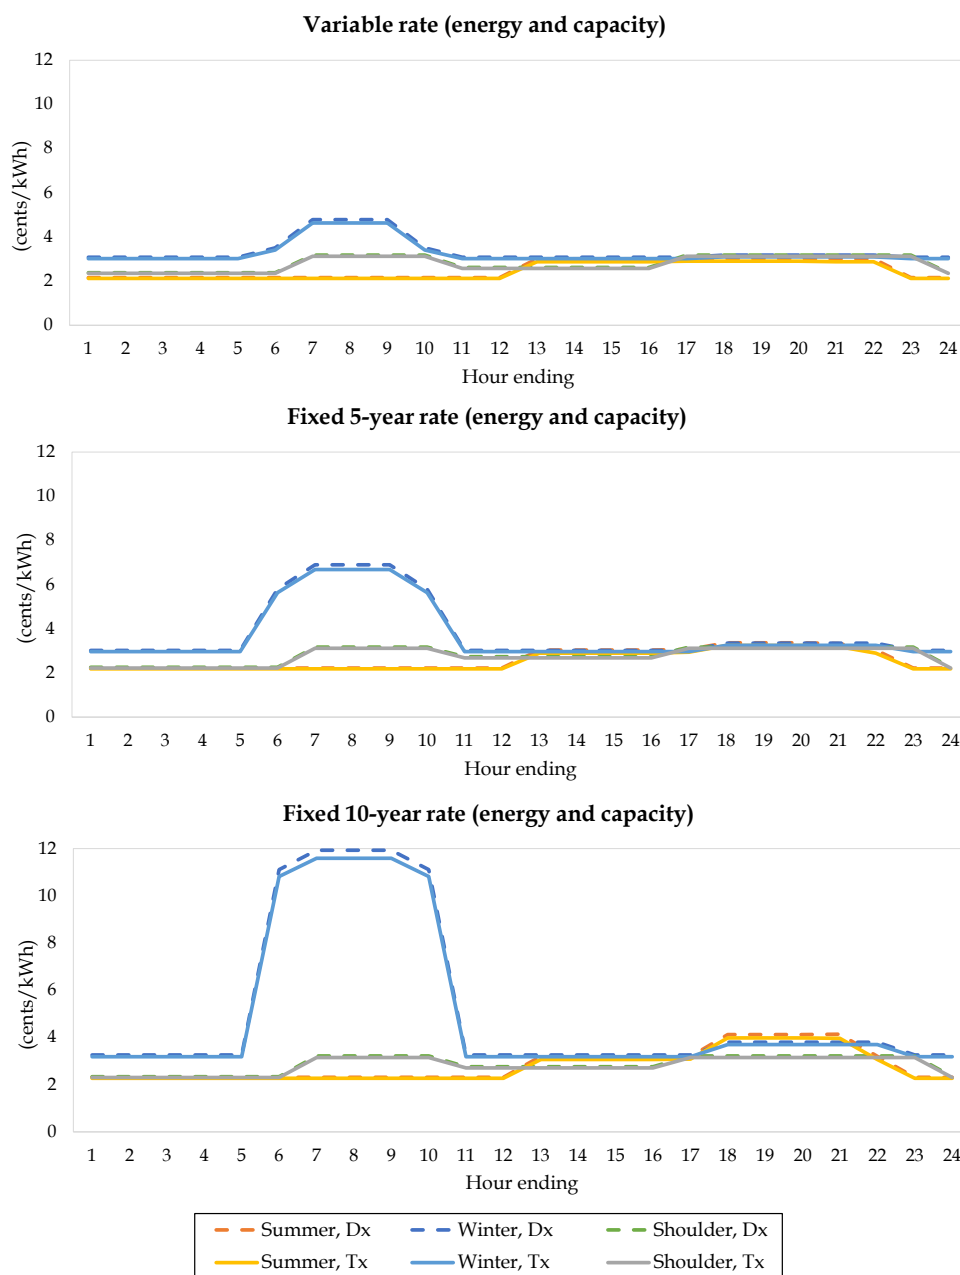 Variable rate (energy and capacity)
12
10
8
6
4
2
0
(cents/kWh)
1 2 3 4 5 6 7 8 9 10 11 12 13 14 15 16 17 18 19 20 21 22 23 24
Hour ending
Fixed 5-year rate (energy and capacity)
12
10
8
6
4
2
0
(cents/kWh)
1 2 3 4 5 6 7 8 9 10 11 12 13 14 15 16 17 18 19 20 21 22 23 24
Hour ending
Fixed 10-year rate (energy and capacity)
12
10
8
6
4
2
0
(cents/kWh)
1 2 3 4 5 6 7 8 9 10 11 12 13 14 15 16 17 18 19 20 21 22 23 24
Hour ending
Summer, Dx Winter, Dx Shoulder, Dx
Summer, Tx Winter, Tx Shoulder, Tx